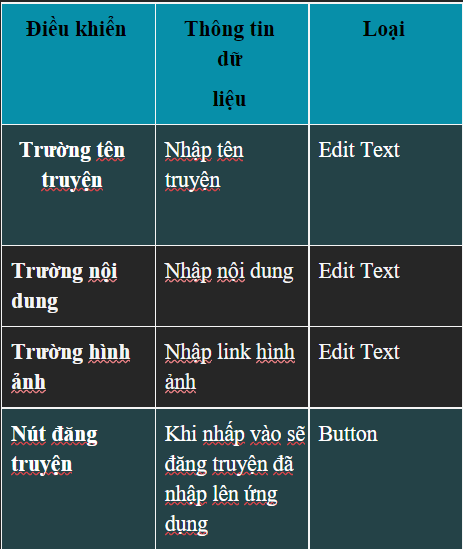 Điều khiển
Thông tin
dữ
liệu
Loại
Trường tên
truyện
Nhập tên
truyện
Edit Text
Trường nội
dung
Nhập nội dung
Edit Text
Trường hình
ảnh
Nhập link hình
ảnh
Edit Text
Nút đăng
truyện
Khi nhấp vào sẽ
đăng truyện đã
nhập lên ứng
dụng
Button